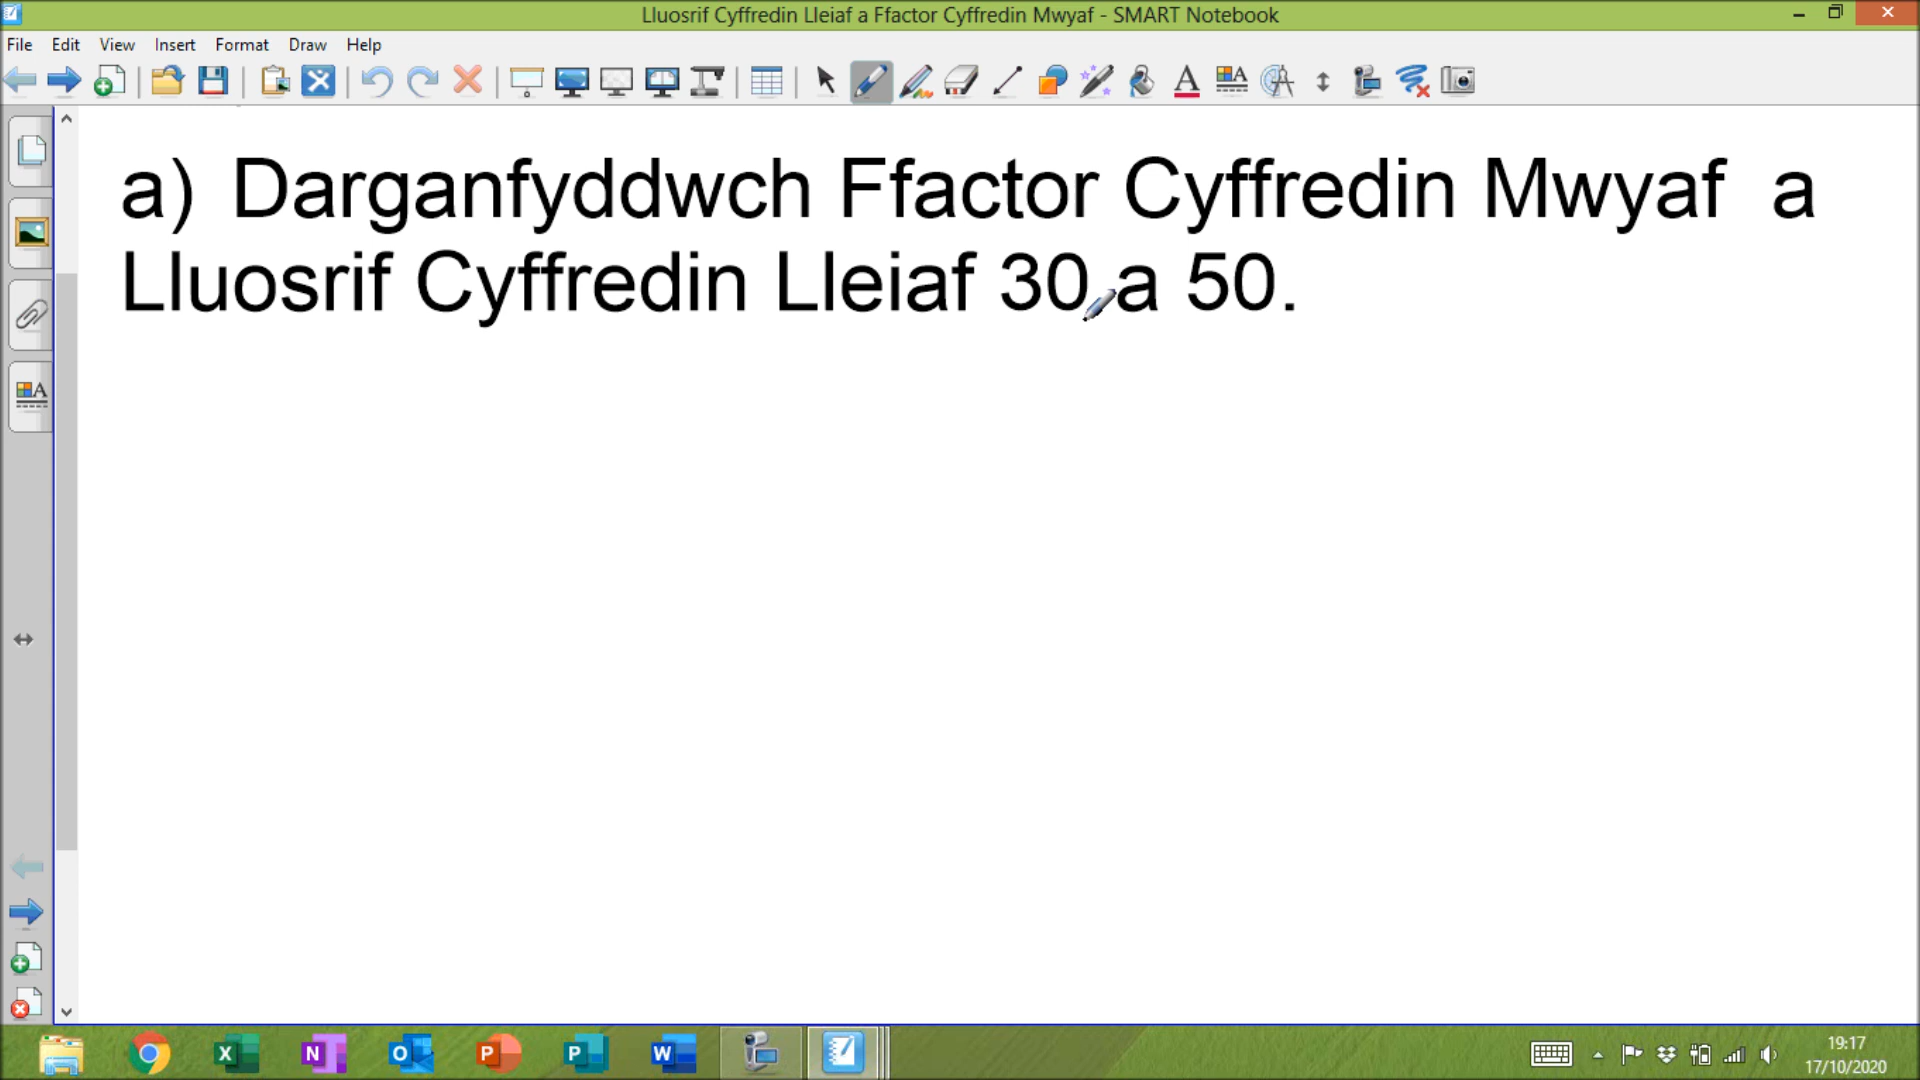 Lluosrif Cyffredin Lleiaf a Ffactor Cyffredin Mwyaf - SMART Notebook
File Edit View Insert Format Draw Help
a) Darganfyddwch Ffactor Cyffredin Mwyaf a
Lluosrif Cyffredin Lleiaf 30 a 50.
19:17
17/10/2020